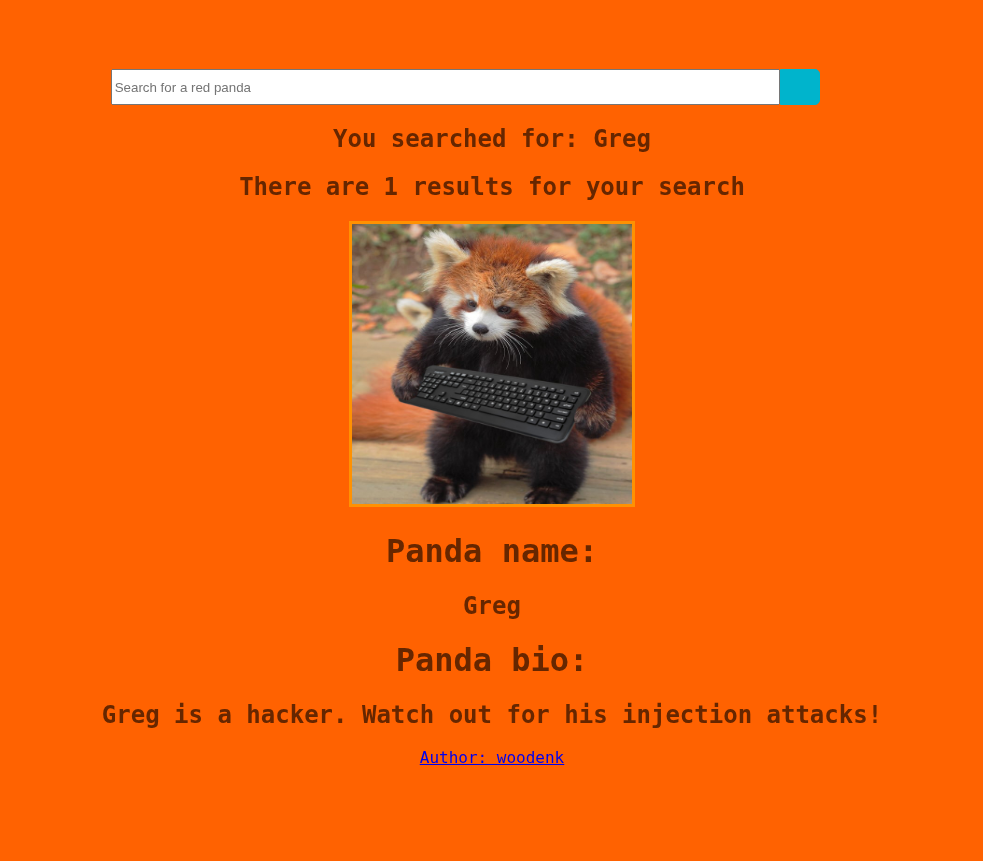 Search for a red panda
You searched for: Greg
There are 1 results for your search
Panda name:
Greg
Panda bio:
Greg is a hacker. Watch out for his injection attacks!
Author: woodenk